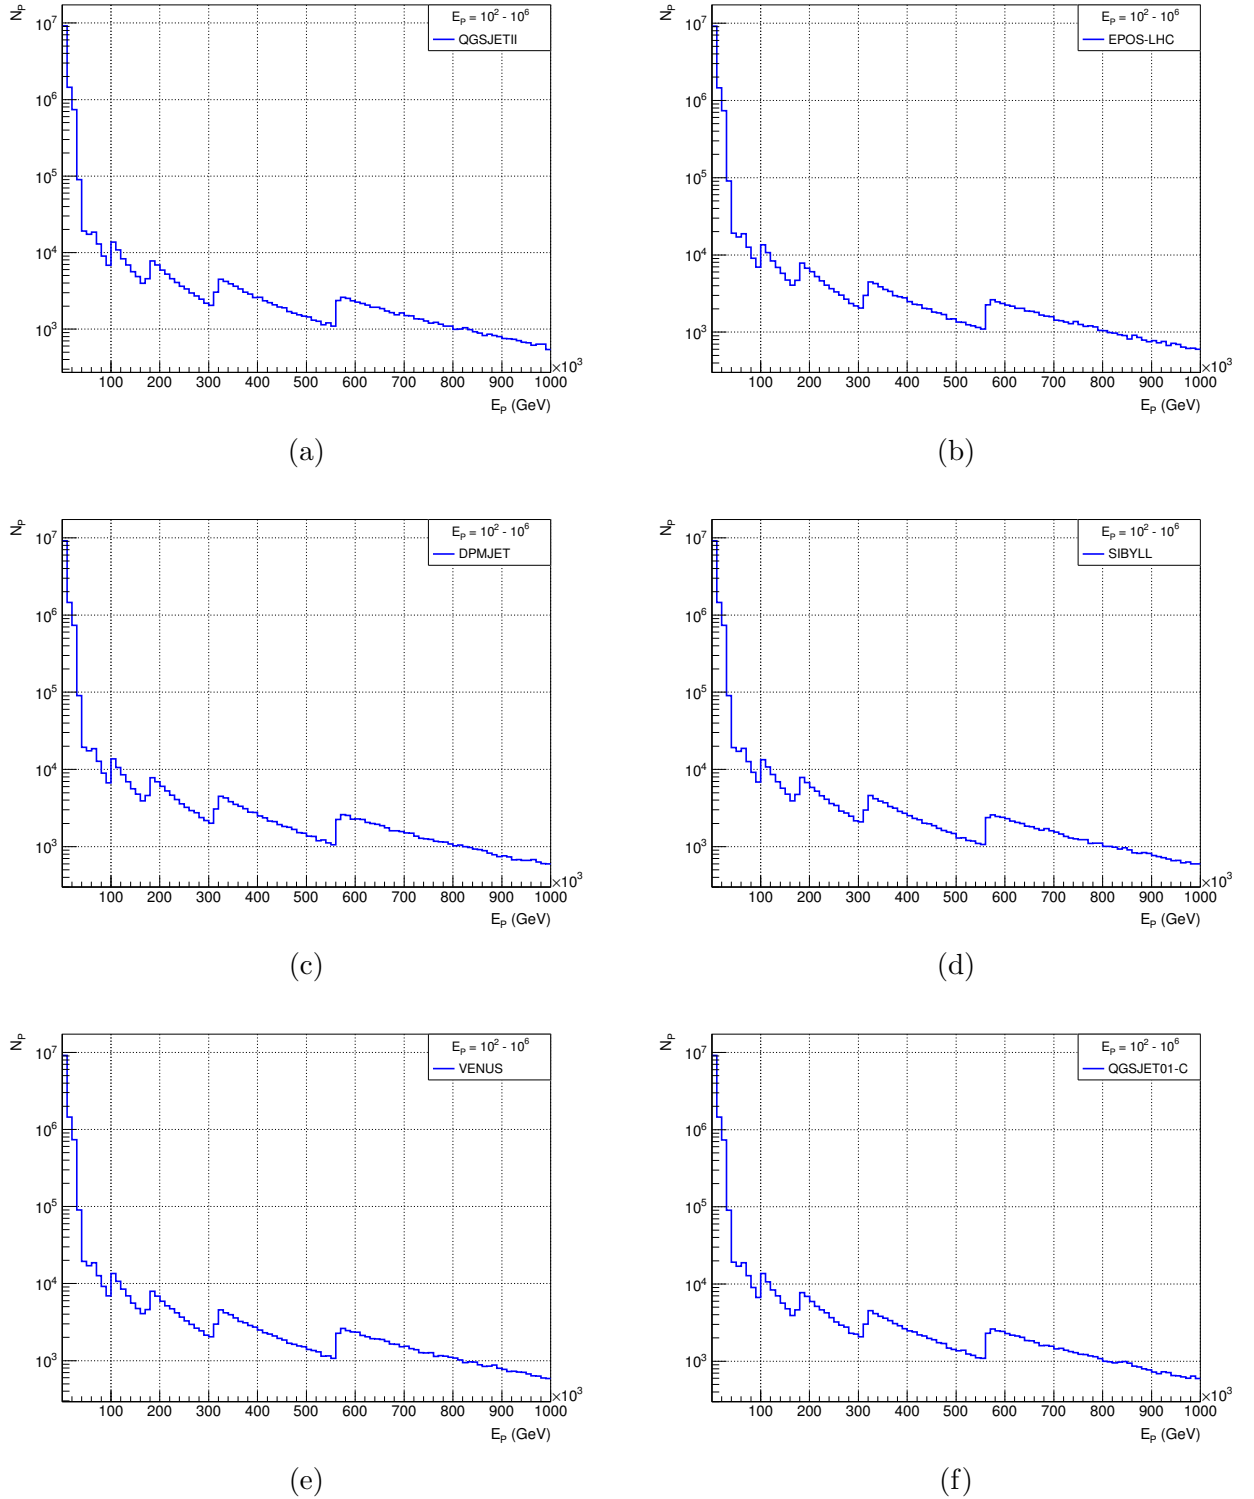 N_P
10^7
10^6
10^5
10^4
10^3
E_P = 10^2 - 10^6
QGSJETII
100 200 300 400 500 600 700 800 900 1000
×10^3
E_P (GeV)
(a)
N_P
10^7
10^6
10^5
10^4
10^3
E_P = 10^2 - 10^6
EPOS-LHC
100 200 300 400 500 600 700 800 900 1000
×10^3
E_P (GeV)
(b)
N_P
10^7
10^6
10^5
10^4
10^3
E_P = 10^2 - 10^6
DPMJET
100 200 300 400 500 600 700 800 900 1000
×10^3
E_P (GeV)
(c)
N_P
10^7
10^6
10^5
10^4
10^3
E_P = 10^2 - 10^6
SIBYLL
100 200 300 400 500 600 700 800 900 1000
×10^3
E_P (GeV)
(d)
N_P
10^7
10^6
10^5
10^4
10^3
E_P = 10^2 - 10^6
VENUS
100 200 300 400 500 600 700 800 900 1000
×10^3
E_P (GeV)
(e)
N_P
10^7
10^6
10^5
10^4
10^3
E_P = 10^2 - 10^6
QGSJET01-C
100 200 300 400 500 600 700 800 900 1000
×10^3
E_P (GeV)
(f)